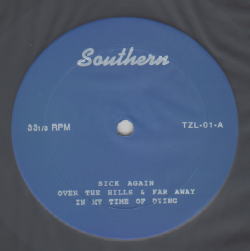 Southern
33 1/3 RPM
TZL-01-A
SICK AGAIN
OVER THE HILLS & FAR AWAY
IN MY TIME OF DYING